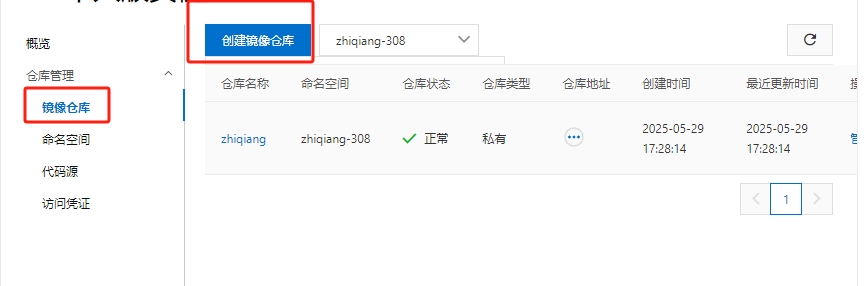 概览
创建镜像仓库
zhiqiang-308
仓库管理
仓库名称 命名空间 仓库状态 仓库类型 仓库地址 创建时间 最近更新时间
镜像仓库
zhiqiang zhiqiang-308 正常 私有 2025-05-29 17:28:14 2025-05-29 17:28:14
命名空间
代码源
访问凭证
1